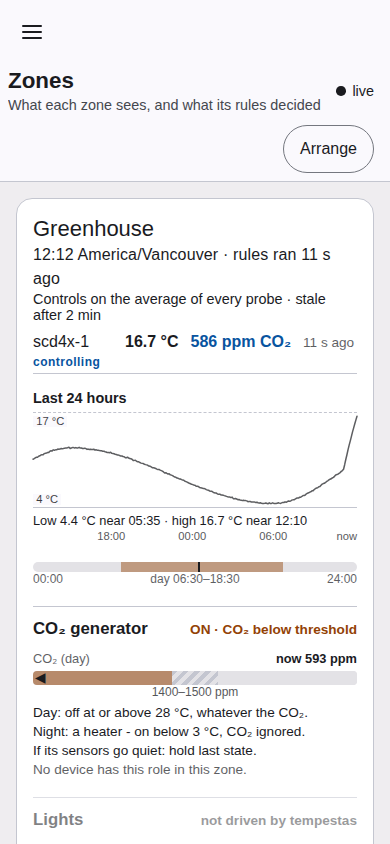 Zones
What each zone sees, and what its rules decided
live
Arrange
Greenhouse
12:12 America/Vancouver · rules ran 11 s
ago
Controls on the average of every probe · stale
after 2 min
scd4x-1 16.7 °C 586 ppm CO₂ 11 s ago
controlling
Last 24 hours
17 °C
4 °C
Low 4.4 °C near 05:35 · high 16.7 °C near 12:10
18:00 00:00 06:00 now
00:00 day 06:30–18:30 24:00
CO₂ generator ON · CO₂ below threshold
CO₂ (day) now 593 ppm
1400–1500 ppm
Day: off at or above 28 °C, whatever the CO₂.
Night: a heater - on below 3 °C, CO₂ ignored.
If its sensors go quiet: hold last state.
No device has this role in this zone.
Lights not driven by tempestas